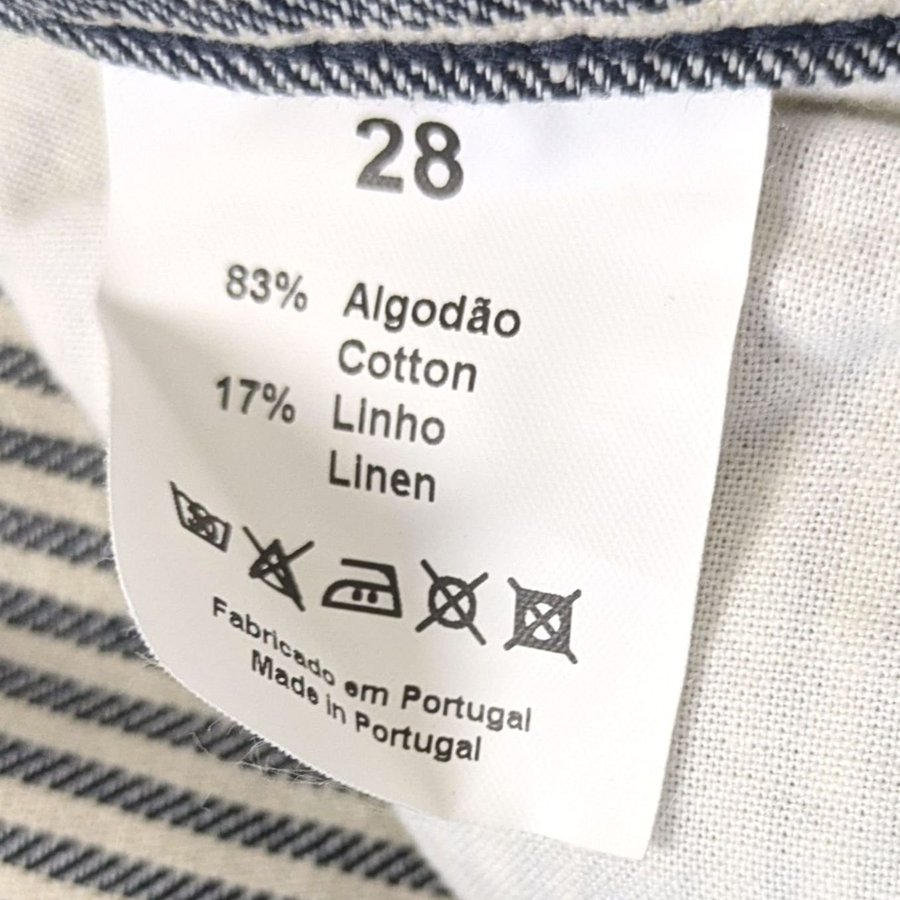 28
83% Algodão
Cotton
17% Linho
Linen
Fabricado em Portugal
Made in Portugal